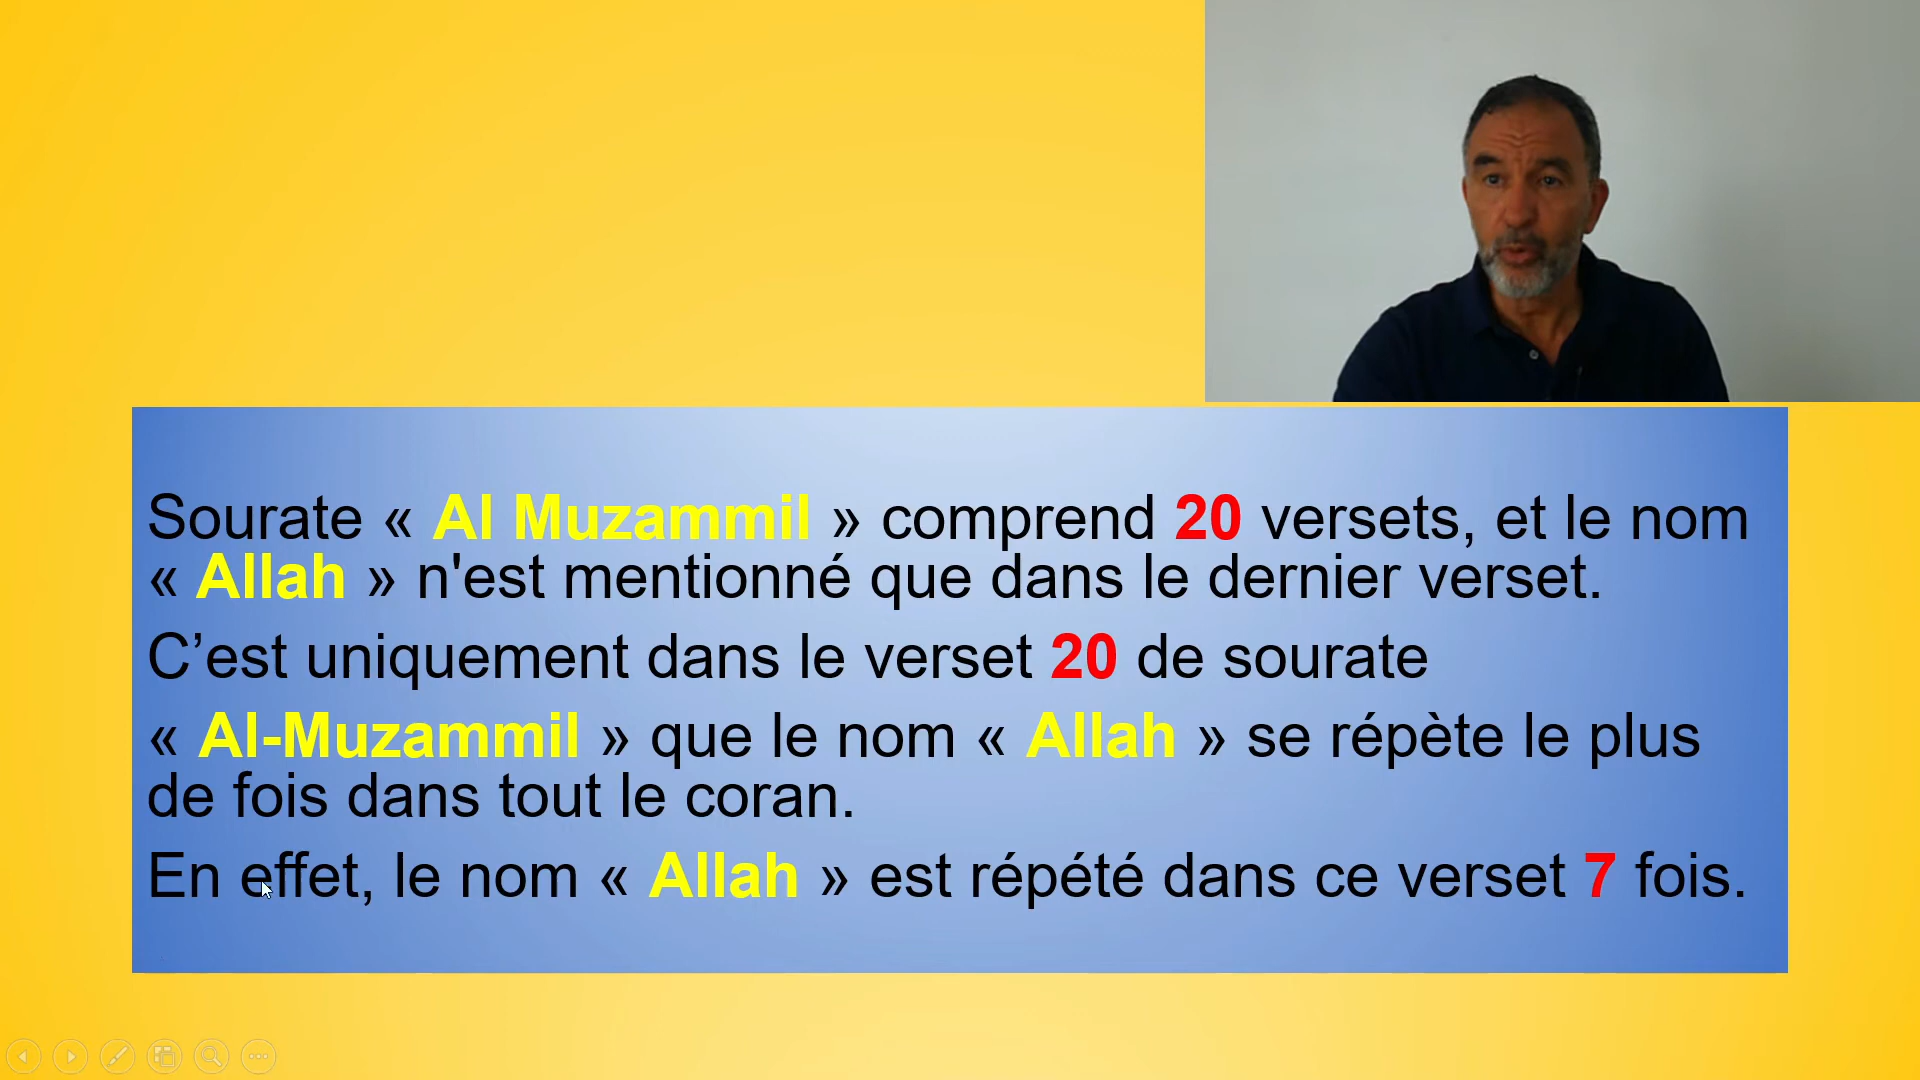 Sourate « Al Muzammil » comprend 20 versets, et le nom
« Allah » n'est mentionné que dans le dernier verset.
C’est uniquement dans le verset 20 de sourate
« Al-Muzammil » que le nom « Allah » se répète le plus
de fois dans tout le coran.
En effet, le nom « Allah » est répété dans ce verset 7 fois.